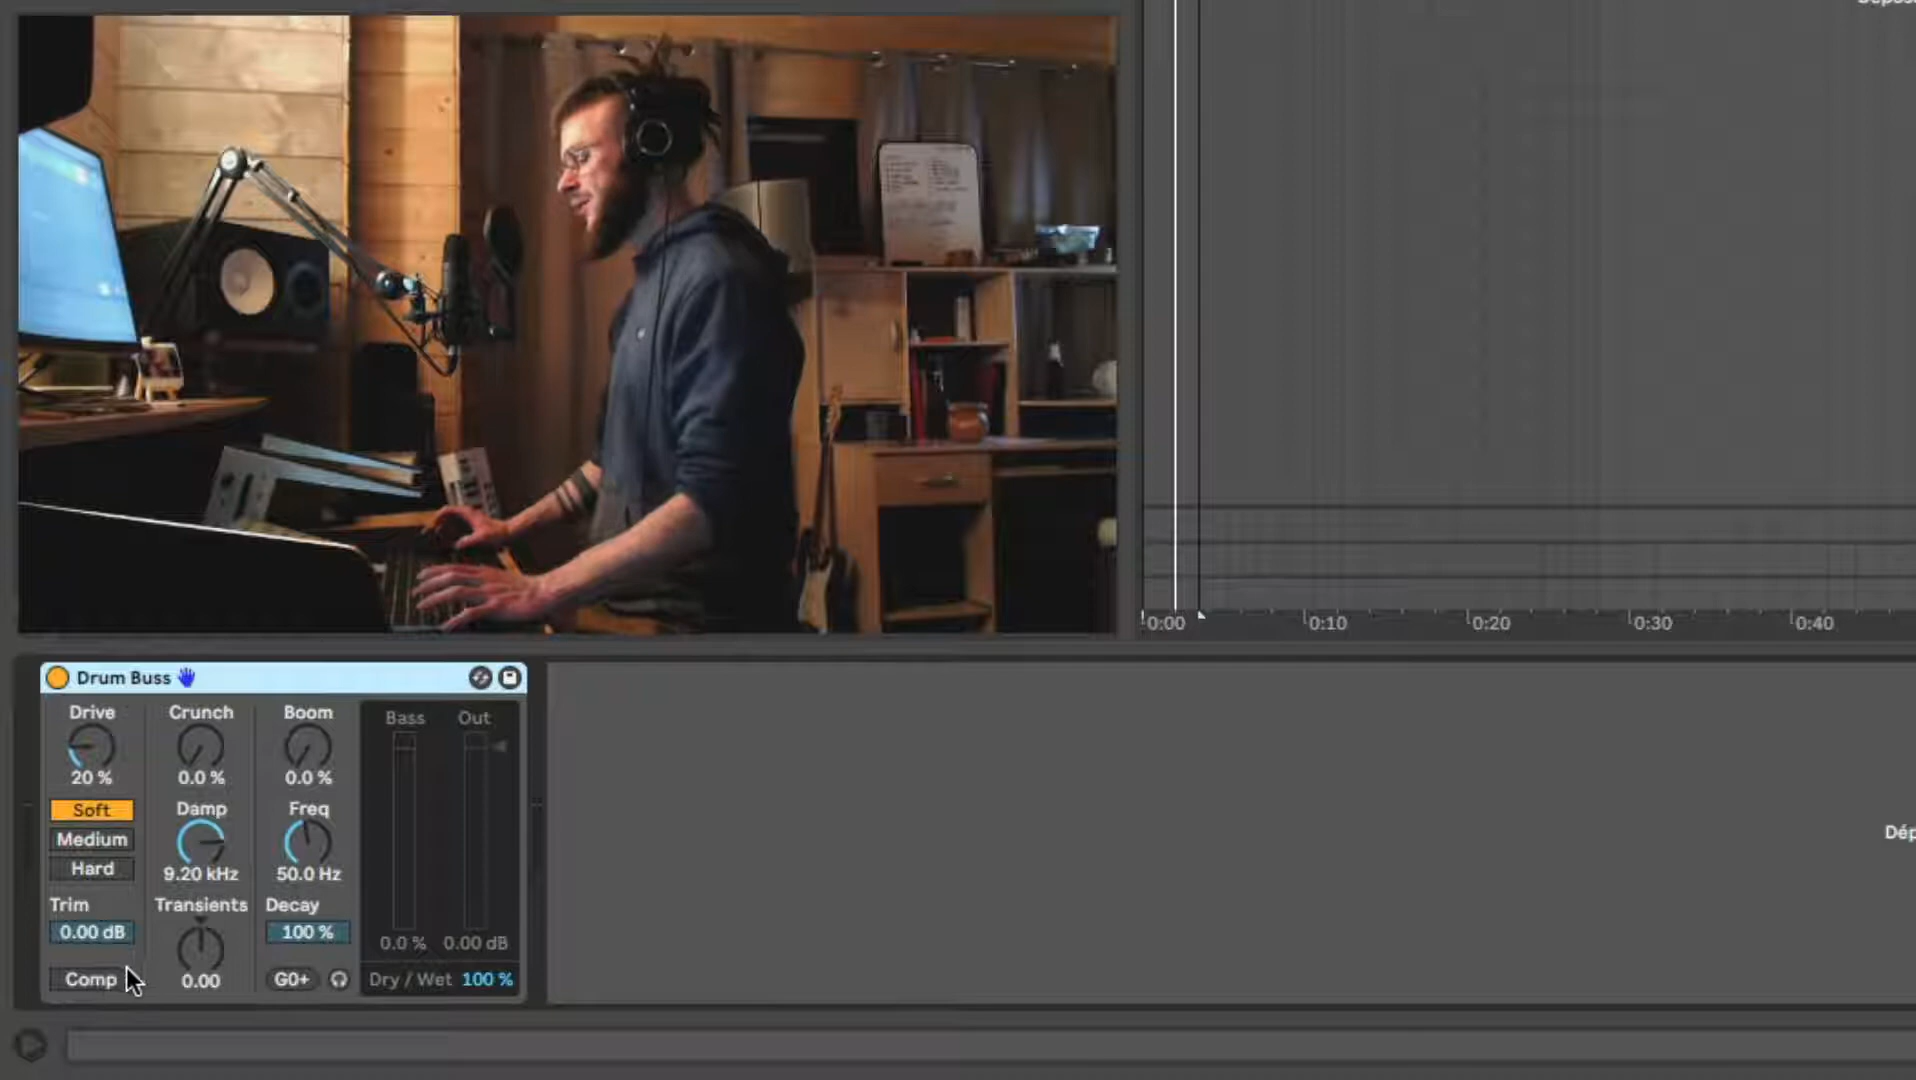 0:00 0:10 0:20 0:30 0:40
Drum Buss
Drive Crunch Boom Bass Out
20 % 0.0 % 0.0 %
Soft Damp Freq
Medium
Hard 9.20 kHz 50.0 Hz
Trim Transients Decay
0.00 dB 100 % 0.0 % 0.00 dB
Comp 0.00 G0+ Dry / Wet 100 %
Dép